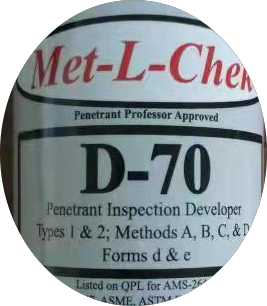 Met-L-Chek
Penetrant Professor Approved
D-70
Penetrant Inspection Developer
Types 1 & 2; Methods A, B, C, & D
Forms d & e
Listed on QPL for AMS-264
ASME, ASTM